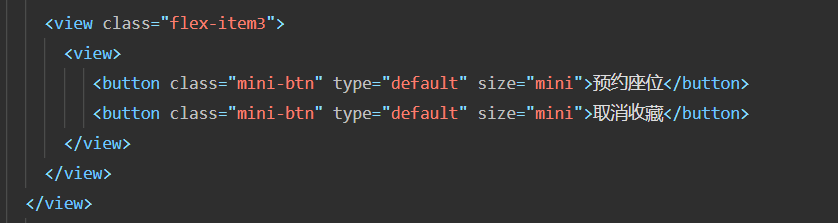 <view class="flex-item3">
<view>
<button class="mini-btn" type="default" size="mini">预约座位</button>
<button class="mini-btn" type="default" size="mini">取消收藏</button>
</view>
</view>
</view>